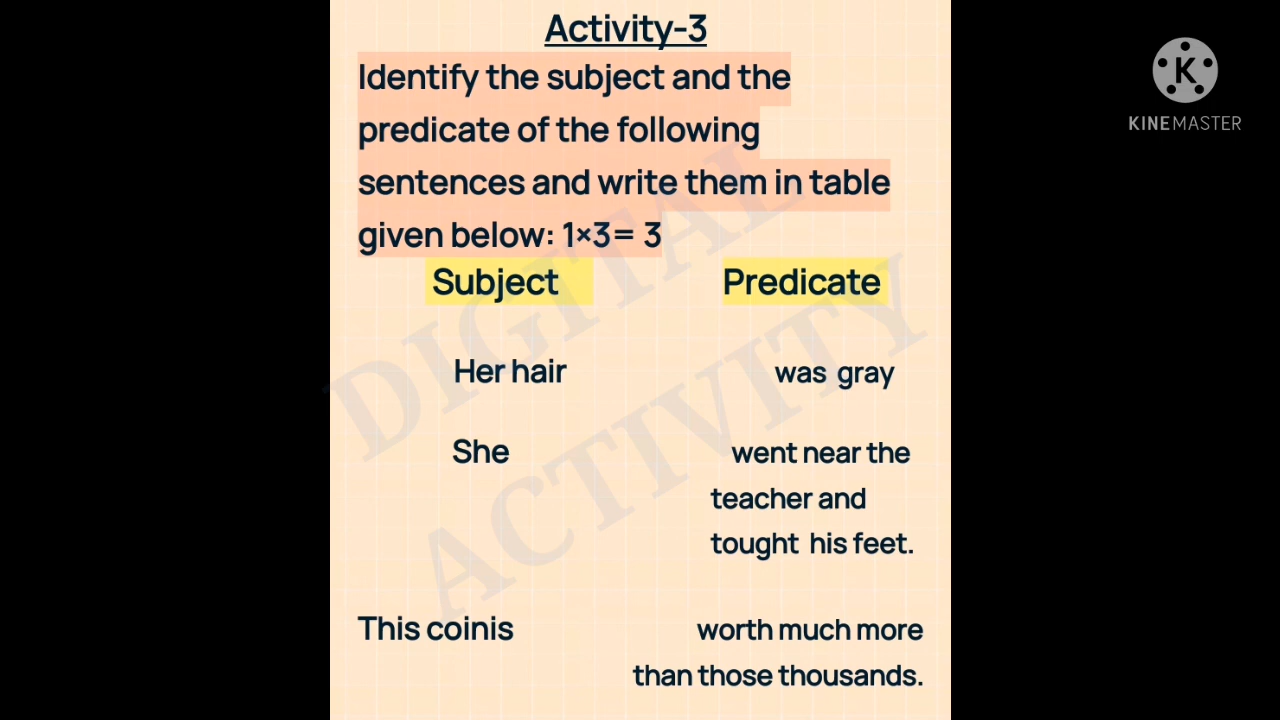 Activity-3
Identify the subject and the
predicate of the following
sentences and write them in table
given below: 1×3= 3
Subject Predicate
Her hair was gray
She went near the
teacher and
tought his feet.
This coinis worth much more
than those thousands.
DIGITAL
ACTIVITY
K
KINEMASTER